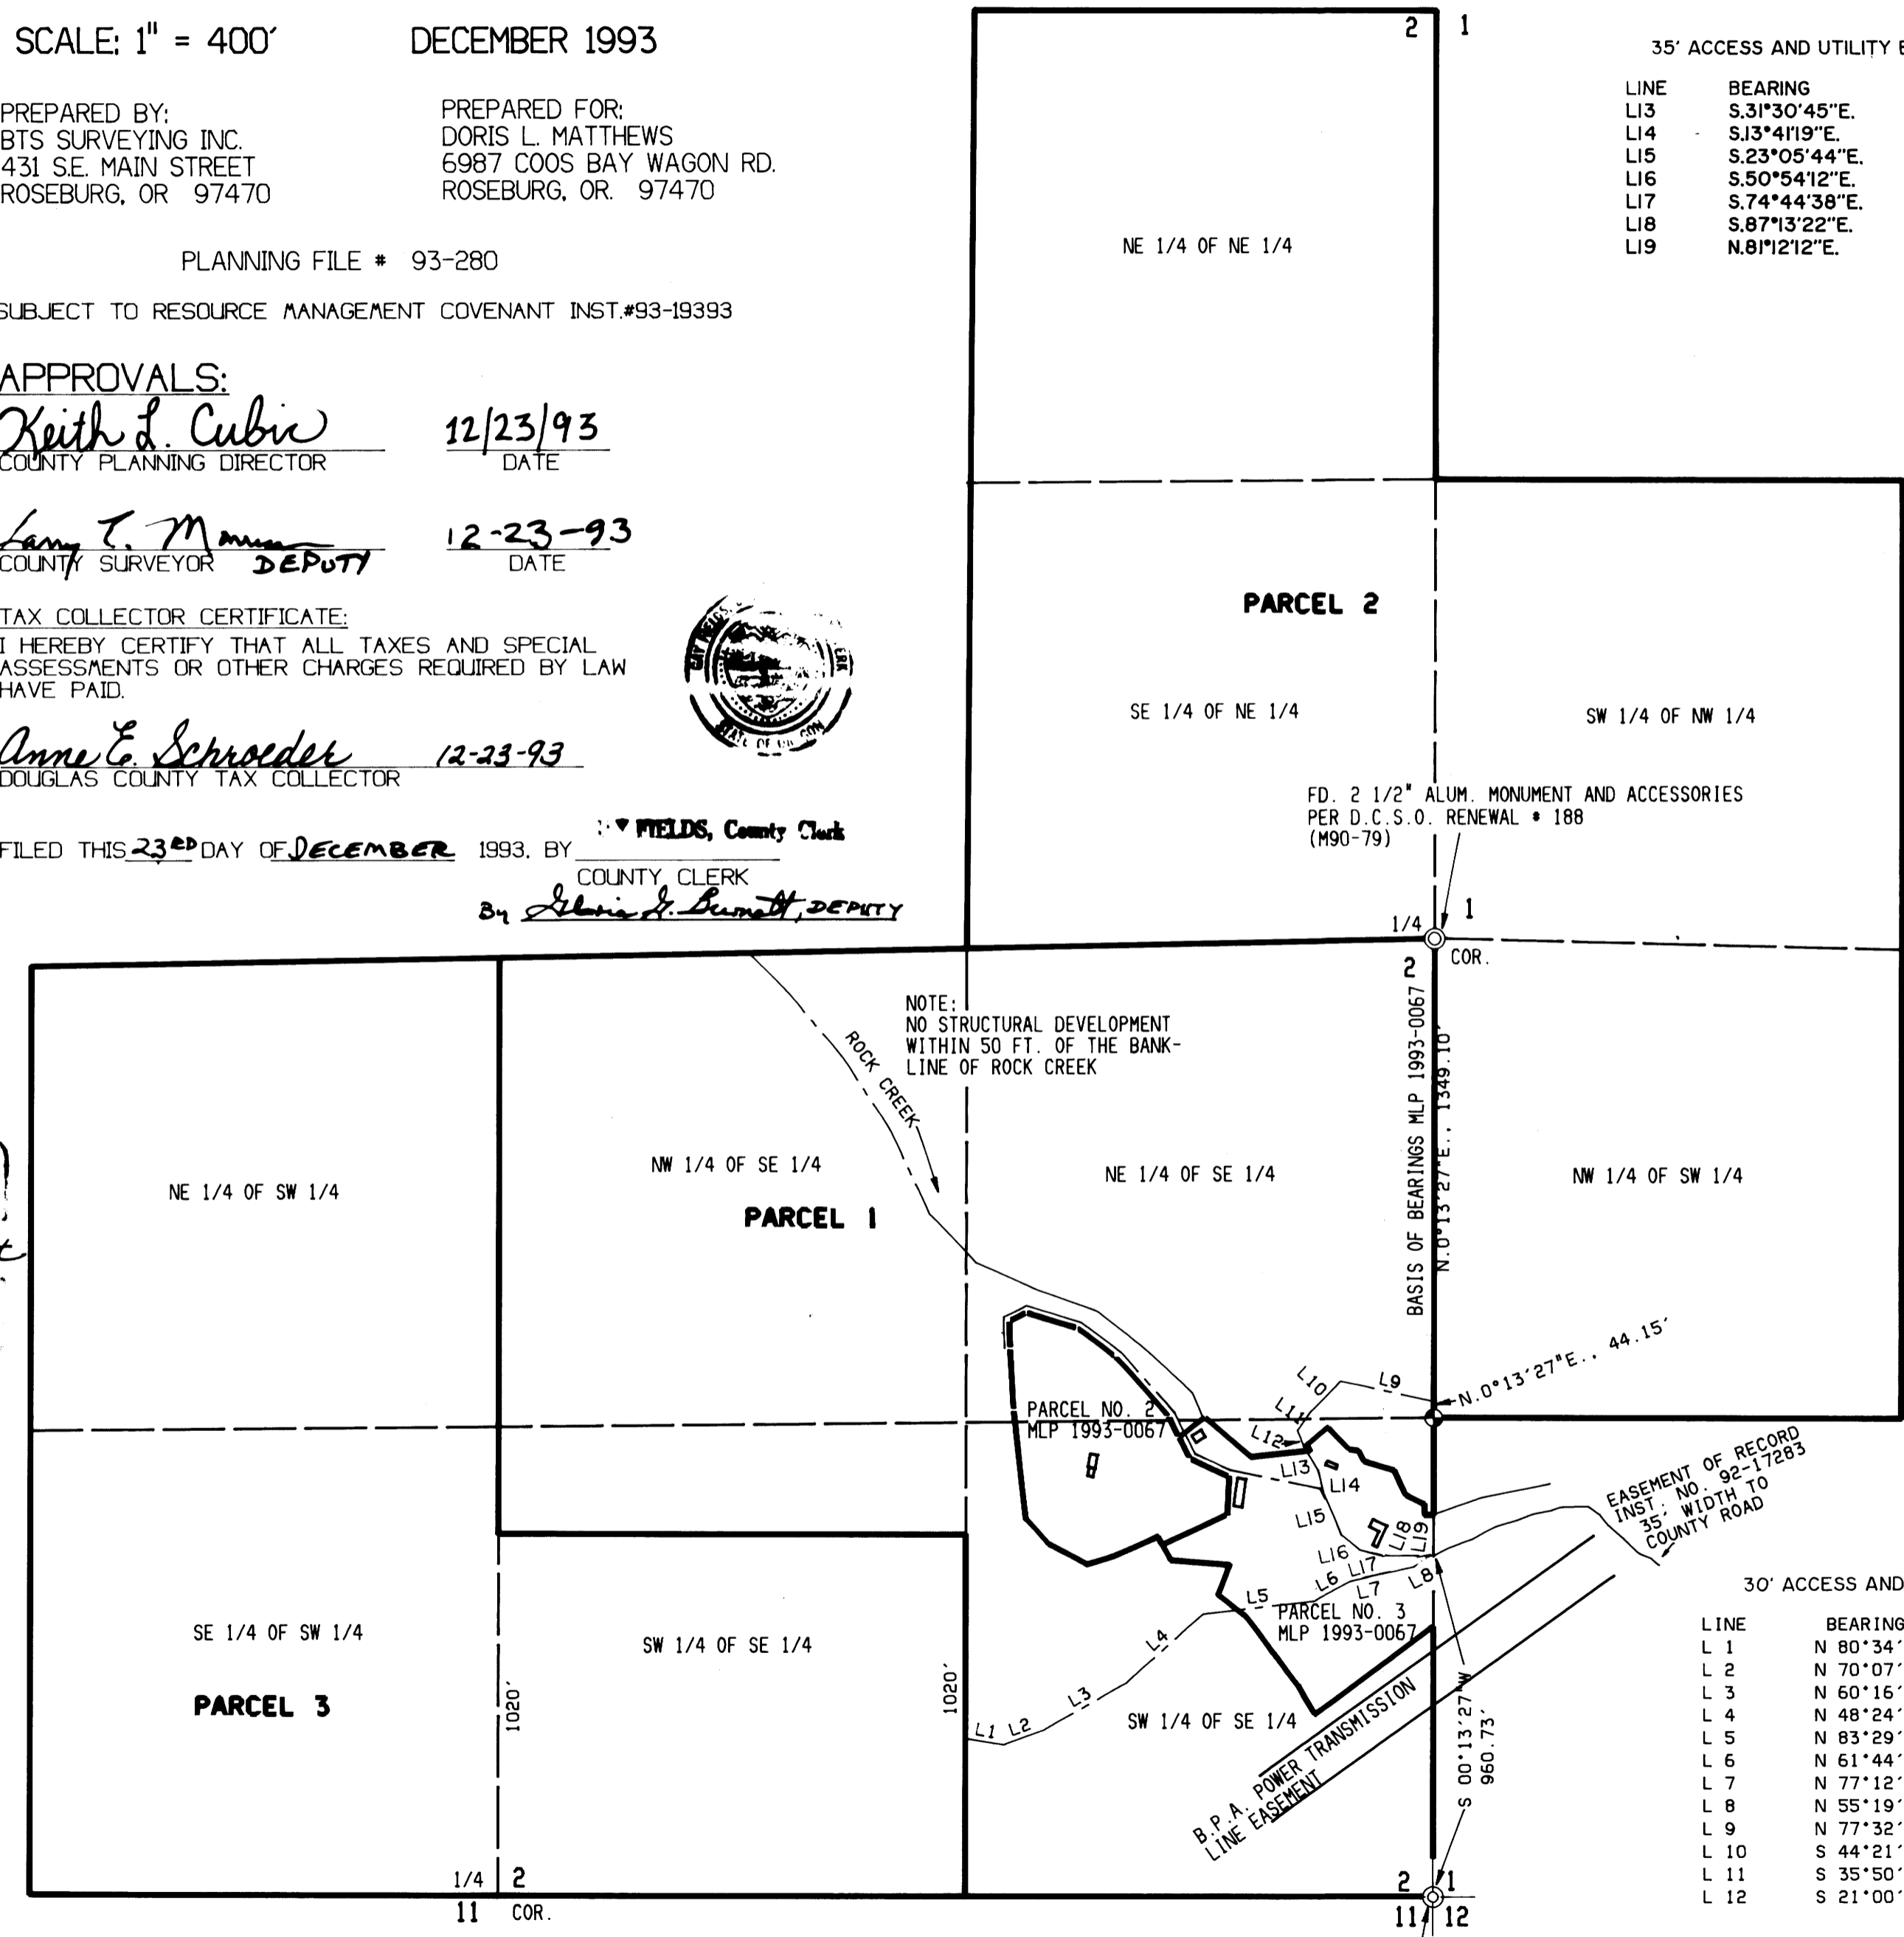 SCALE: 1" = 400' DECEMBER 1993
PREPARED BY:
BTS SURVEYING INC.
431 S.E. MAIN STREET
ROSEBURG, OR 97470
PREPARED FOR:
DORIS L. MATTHEWS
6987 COOS BAY WAGON RD.
ROSEBURG, OR. 97470
PLANNING FILE # 93-280
SUBJECT TO RESOURCE MANAGEMENT COVENANT INST.#93-19393
APPROVALS:
Keith L. Cubic 12/23/93
COUNTY PLANNING DIRECTOR DATE
Larry T. 12-23-93
COUNTY SURVEYOR DEPUTY DATE
TAX COLLECTOR CERTIFICATE:
I HEREBY CERTIFY THAT ALL TAXES AND SPECIAL
ASSESSMENTS OR OTHER CHARGES REQUIRED BY LAW
HAVE PAID.
Anne E. Schroeder 12-23-93
DOUGLAS COUNTY TAX COLLECTOR
FIELDS, County Clerk
FILED THIS 23RD DAY OF DECEMBER 1993. BY
COUNTY CLERK
By DEPUTY
2 1
NE 1/4 OF NE 1/4
35' ACCESS AND UTILITY
LINE BEARING
L13 S.31°30'45"E.
L14 S.13°41'19"E.
L15 S.23°05'44"E.
L16 S.50°54'12"E.
L17 S.74°44'38"E.
L18 S.87°13'22"E.
L19 N.81°12'12"E.
PARCEL 2
SE 1/4 OF NE 1/4
SW 1/4 OF NW 1/4
FD. 2 1/2" ALUM. MONUMENT AND ACCESSORIES
PER D.C.S.O. RENEWAL # 188
(M90-79)
1/4 1
2 COR.
NOTE:
NO STRUCTURAL DEVELOPMENT
WITHIN 50 FT. OF THE BANK-
LINE OF ROCK CREEK
ROCK CREEK
BASIS OF BEARINGS MLP 1993-0067
N.0°13'27"E., 1349.10'
NE 1/4 OF SW 1/4
NW 1/4 OF SE 1/4
PARCEL 1
NE 1/4 OF SE 1/4
NW 1/4 OF SW 1/4
N.0°13'27"E., 44.15'
L10
L9
L11
L12
L13
L14
L15
L16
L17
L18
L19
PARCEL NO. 2
MLP 1993-0067
EASEMENT OF RECORD
INST. NO. 92-17283
35' WIDTH TO
COUNTY ROAD
L8
L7
L6
L5
L4
L3
L1 L2
PARCEL NO. 3
MLP 1993-0067
SE 1/4 OF SW 1/4
PARCEL 3
1020'
SW 1/4 OF SE 1/4
1020'
SW 1/4 OF SE 1/4
B.P.A. POWER TRANSMISSION
LINE EASEMENT
S 00°13'27"W
960.73'
30' ACCESS AND
LINE BEARING
L 1 N 80°34'
L 2 N 70°07'
L 3 N 60°16'
L 4 N 48°24'
L 5 N 83°29'
L 6 N 61°44'
L 7 N 77°12'
L 8 N 55°19'
L 9 N 77°32'
L 10 S 44°21'
L 11 S 35°50'
L 12 S 21°00'
1/4 2
11 COR.
2 1
11 12